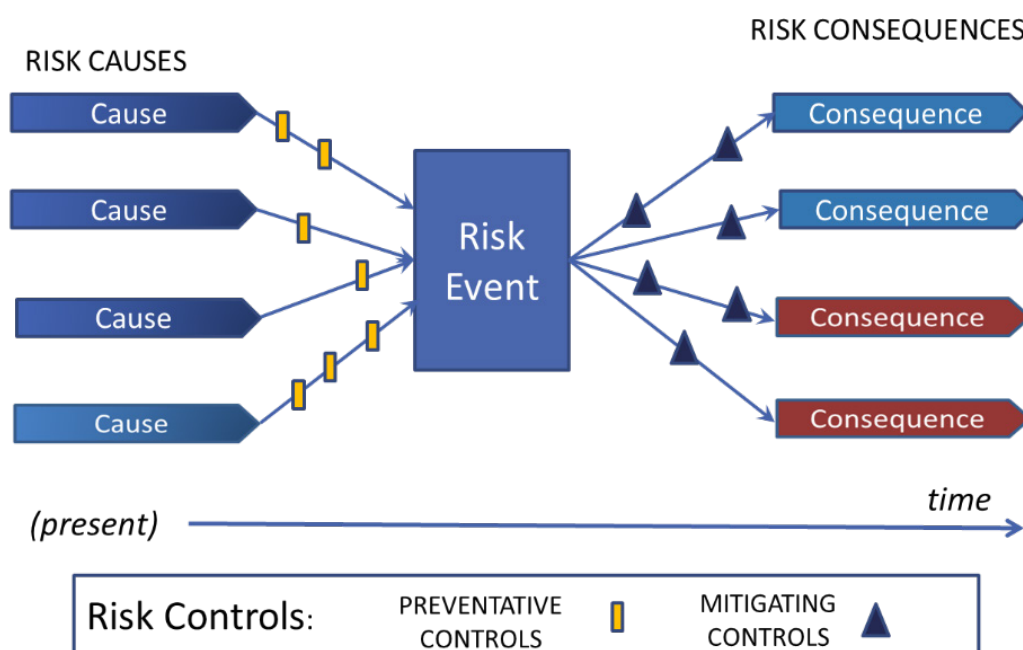 RISK CAUSES
RISK CONSEQUENCES
Cause
Cause
Cause
Cause
Risk
Event
Consequence
Consequence
Consequence
Consequence
(present)
time
Risk Controls:
PREVENTATIVE
CONTROLS
MITIGATING
CONTROLS